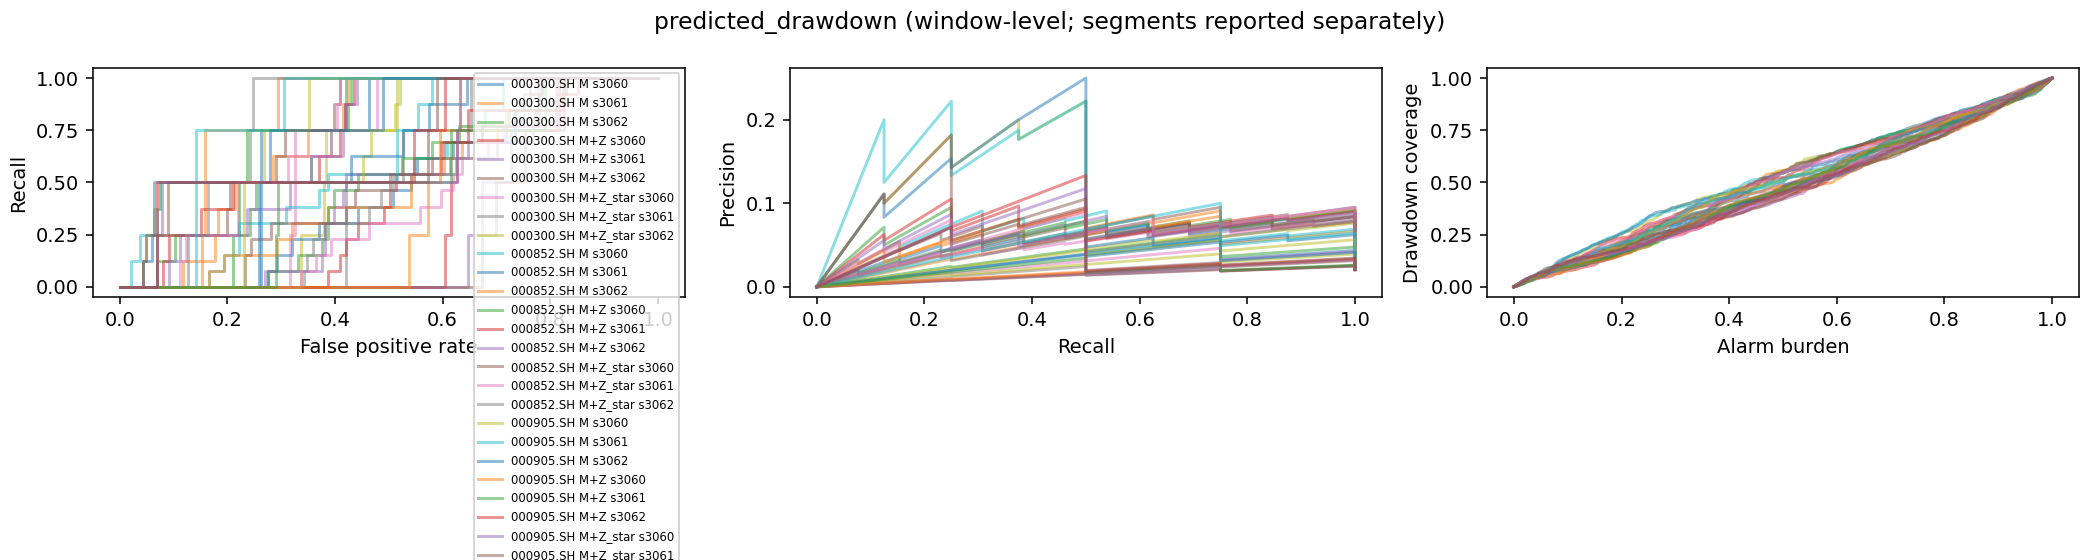 predicted_drawdown (window-level; segments reported separately)
Recall
1.00
0.75
0.50
0.25
0.00
0.0
0.2
0.4
0.6
0.8
1.0
False positive rate
000300.SH M s3060
000300.SH M s3061
000300.SH M s3062
000300.SH M+Z s3060
000300.SH M+Z s3061
000300.SH M+Z s3062
000300.SH M+Z_star s3060
000300.SH M+Z_star s3061
000300.SH M+Z_star s3062
000852.SH M s3060
000852.SH M s3061
000852.SH M s3062
000852.SH M+Z s3060
000852.SH M+Z s3061
000852.SH M+Z s3062
000852.SH M+Z_star s3060
000852.SH M+Z_star s3061
000852.SH M+Z_star s3062
000905.SH M s3060
000905.SH M s3061
000905.SH M s3062
000905.SH M+Z s3060
000905.SH M+Z s3061
000905.SH M+Z s3062
000905.SH M+Z_star s3060
000905.SH M+Z_star s3061
Precision
0.2
0.1
0.0
0.0
0.2
0.4
0.6
0.8
1.0
Recall
Drawdown coverage
1.00
0.75
0.50
0.25
0.00
0.0
0.2
0.4
0.6
0.8
1.0
Alarm burden